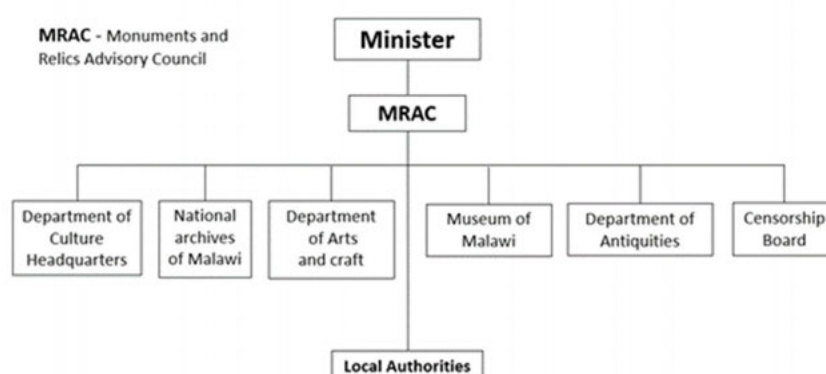 MRAC - Monuments and
Relics Advisory Council
Minister
MRAC
Department of
Culture
Headquarters
National
archives
of Malawi
Department
of Arts
and craft
Museum of
Malawi
Department of
Antiquities
Censorship
Board
Local Authorities